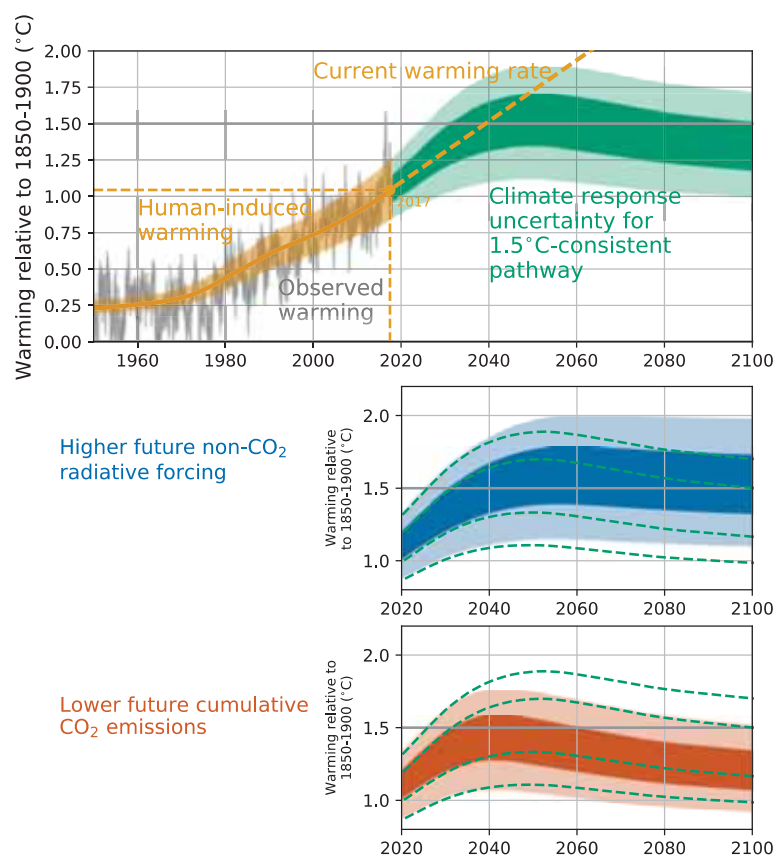 Warming relative to 1850-1900 (°C)
2.00
1.75
1.50
1.25
1.00
0.75
0.50
0.25
0.00
Current warming rate
2017
Human-induced
warming
Observed
warming
Climate response
uncertainty for
1.5°C-consistent
pathway
1960
1980
2000
2020
2040
2060
2080
2100
Higher future non-CO₂
radiative forcing
Warming relative
to 1850-1900 (°C)
2.0
1.5
1.0
2020
2040
2060
2080
2100
Lower future cumulative
CO₂ emissions
Warming relative to
1850-1900 (°C)
2.0
1.5
1.0
2020
2040
2060
2080
2100